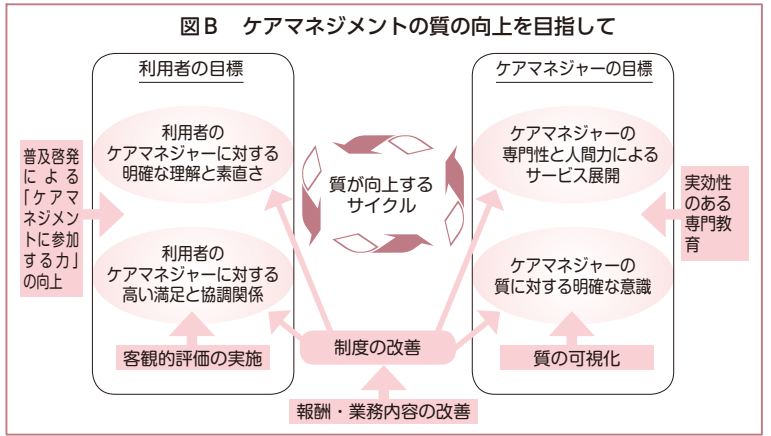 図B ケアマネジメントの質の向上を目指して
利用者の目標
ケアマネジャーの目標
普及啓発
による
「ケアマ
ネジメン
トに参加
する力」
の向上
利用者の
ケアマネジャーに対する
明確な理解と素直さ
利用者の
ケアマネジャーに対する
高い満足と協調関係
客観的評価の実施
質が向上する
サイクル
ケアマネジャーの
専門性と人間力による
サービス展開
ケアマネジャーの
質に対する明確な意識
質の可視化
実効性
のある
専門教
育
制度の改善
報酬・業務内容の改善